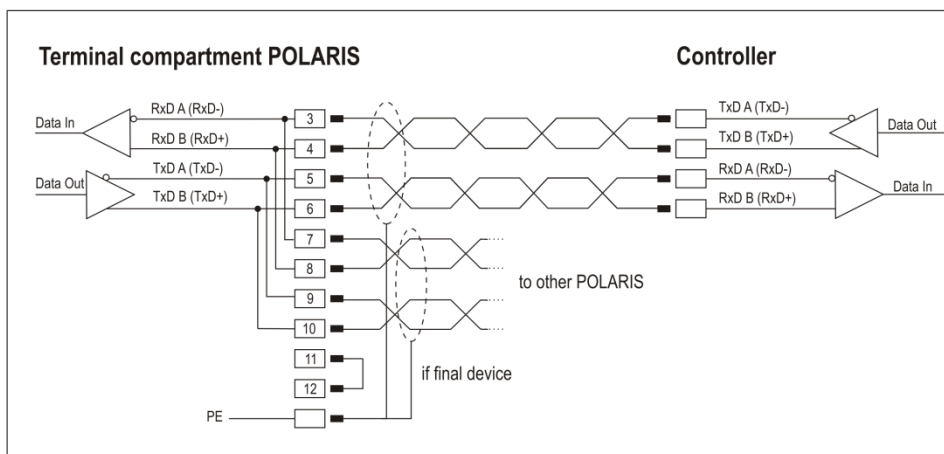 Terminal compartment POLARIS
Controller
Data In
RxD A (RxD-)
RxD B (RxD+)
Data Out
TxD A (TxD-)
TxD B (TxD+)
3
4
5
6
7
8
9
10
11
12
PE
TxD A (TxD-)
TxD B (TxD+)
Data Out
RxD A (RxD-)
RxD B (RxD+)
Data In
to other POLARIS
if final device